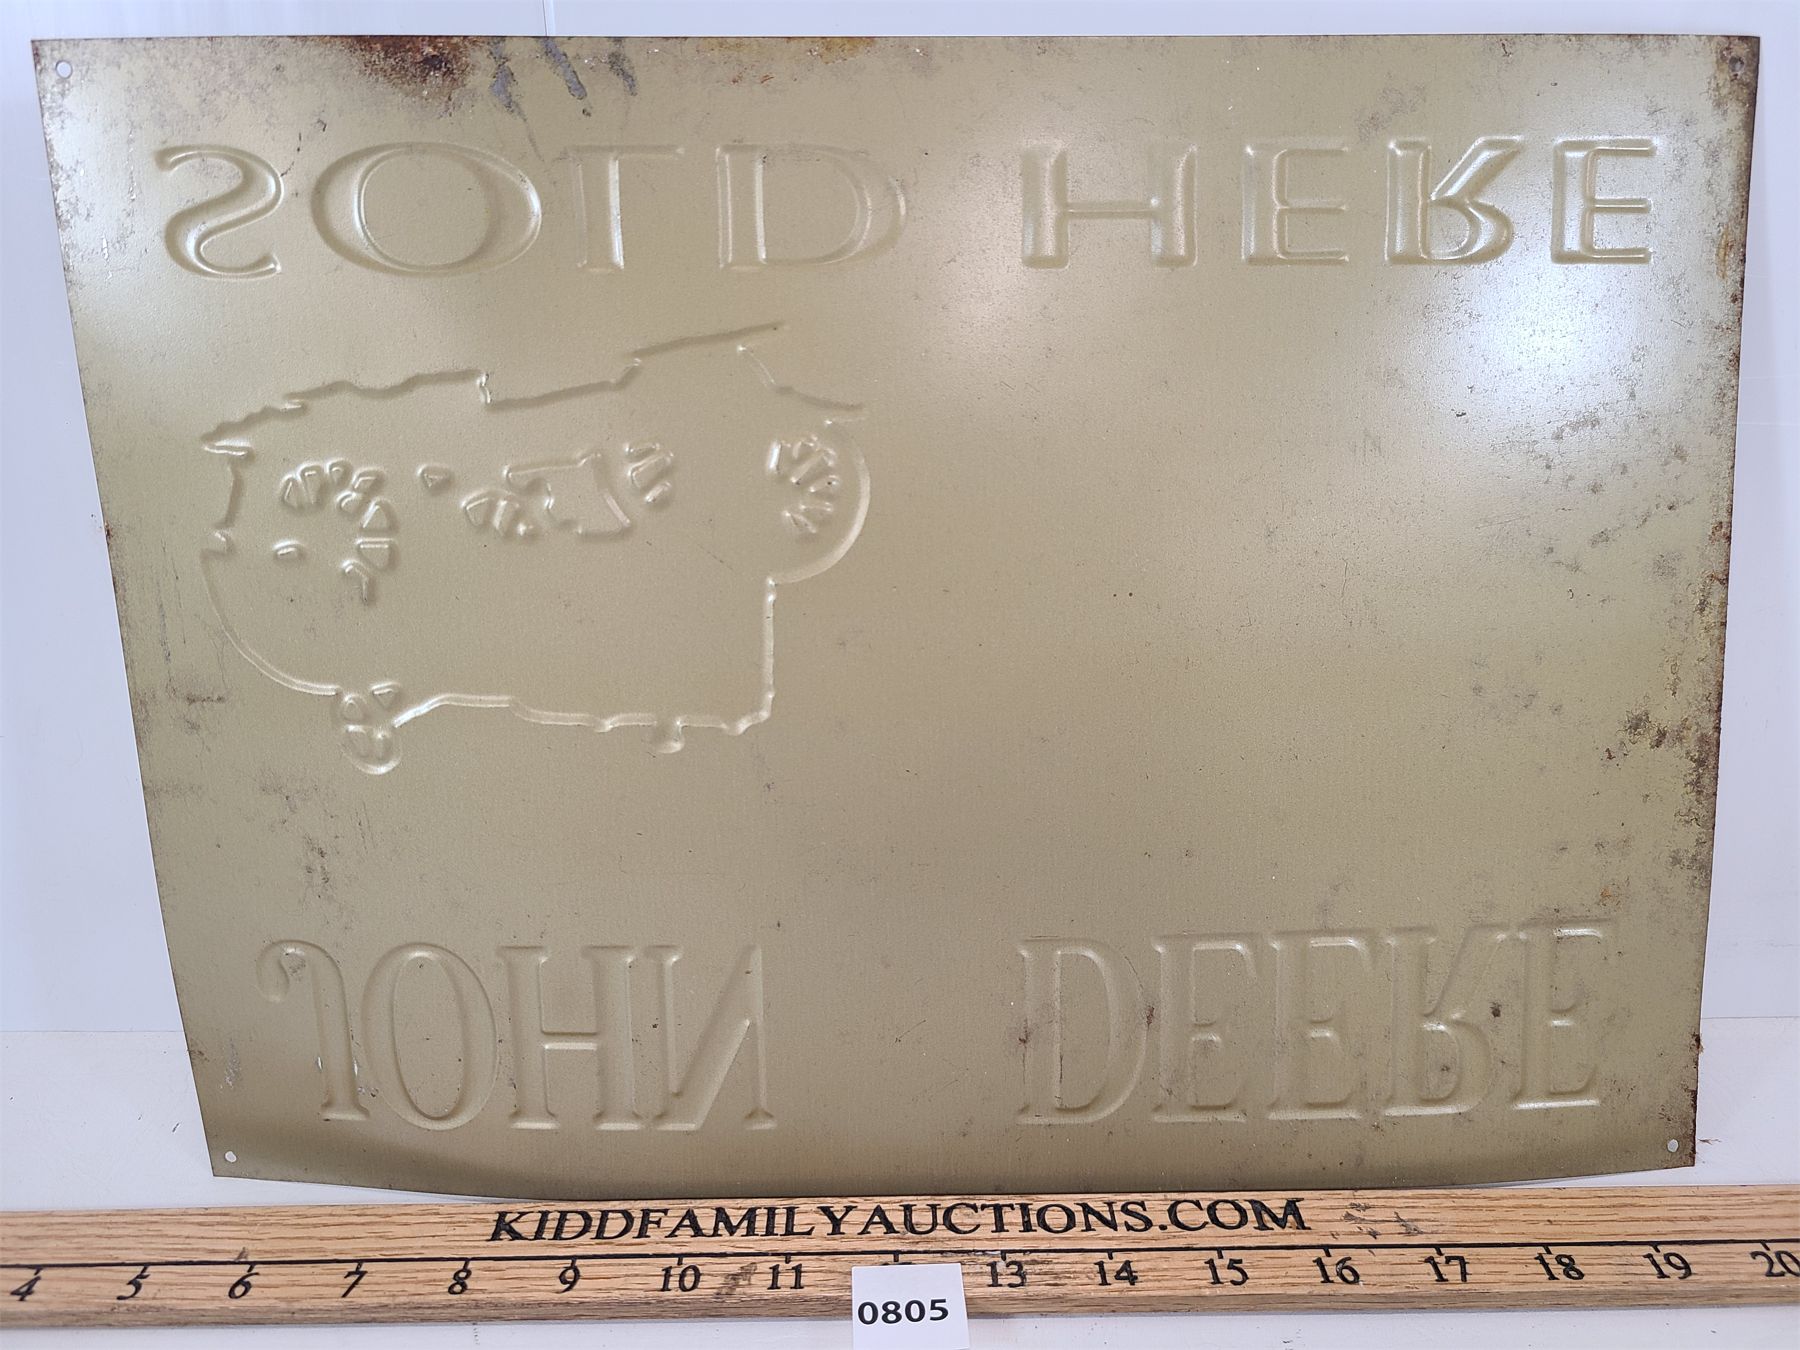 SOLD HERE
JOHN DEERE
KIDDFAMILYAUCTIONS.COM
4 5 6 7 8 9 10 11 13 14 15 16 17 18 19 20
0805